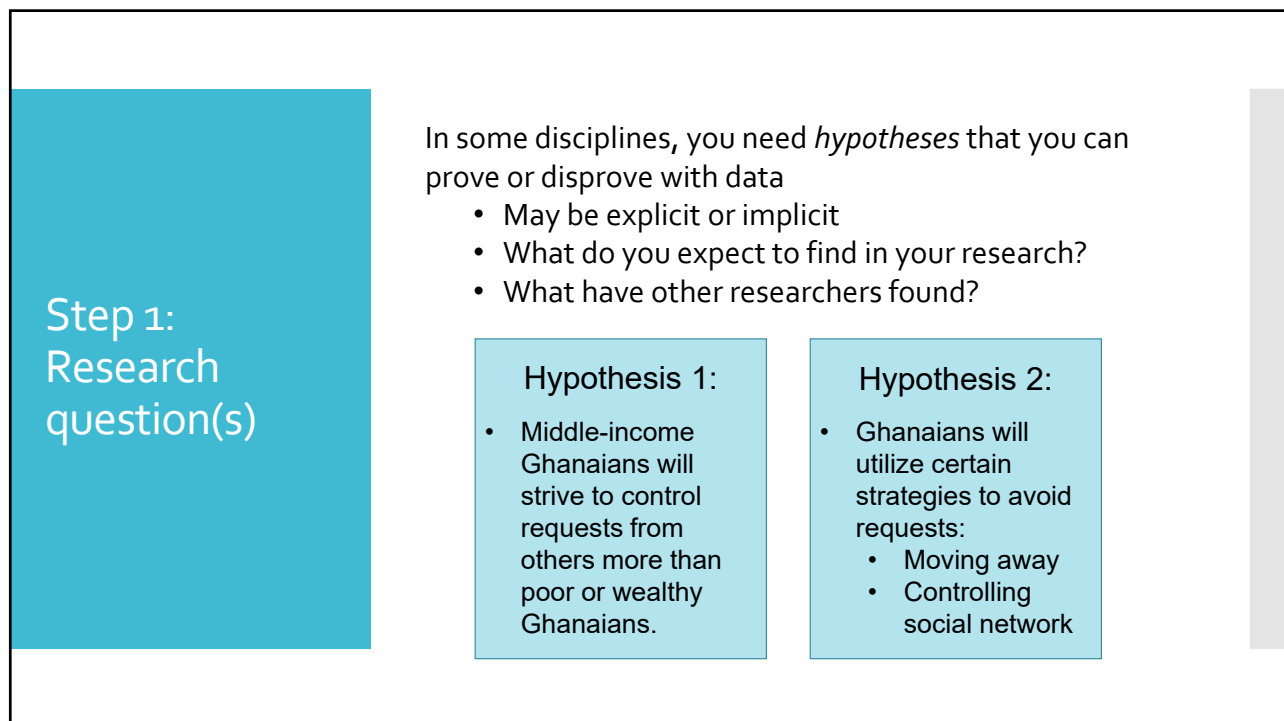 Step 1:
Research
question(s)
In some disciplines, you need hypotheses that you can
prove or disprove with data
• May be explicit or implicit
• What do you expect to find in your research?
• What have other researchers found?
Hypothesis 1:
• Middle-income
Ghanaians will
strive to control
requests from
others more than
poor or wealthy
Ghanaians.
Hypothesis 2:
• Ghanaians will
utilize certain
strategies to avoid
requests:
• Moving away
• Controlling
social network